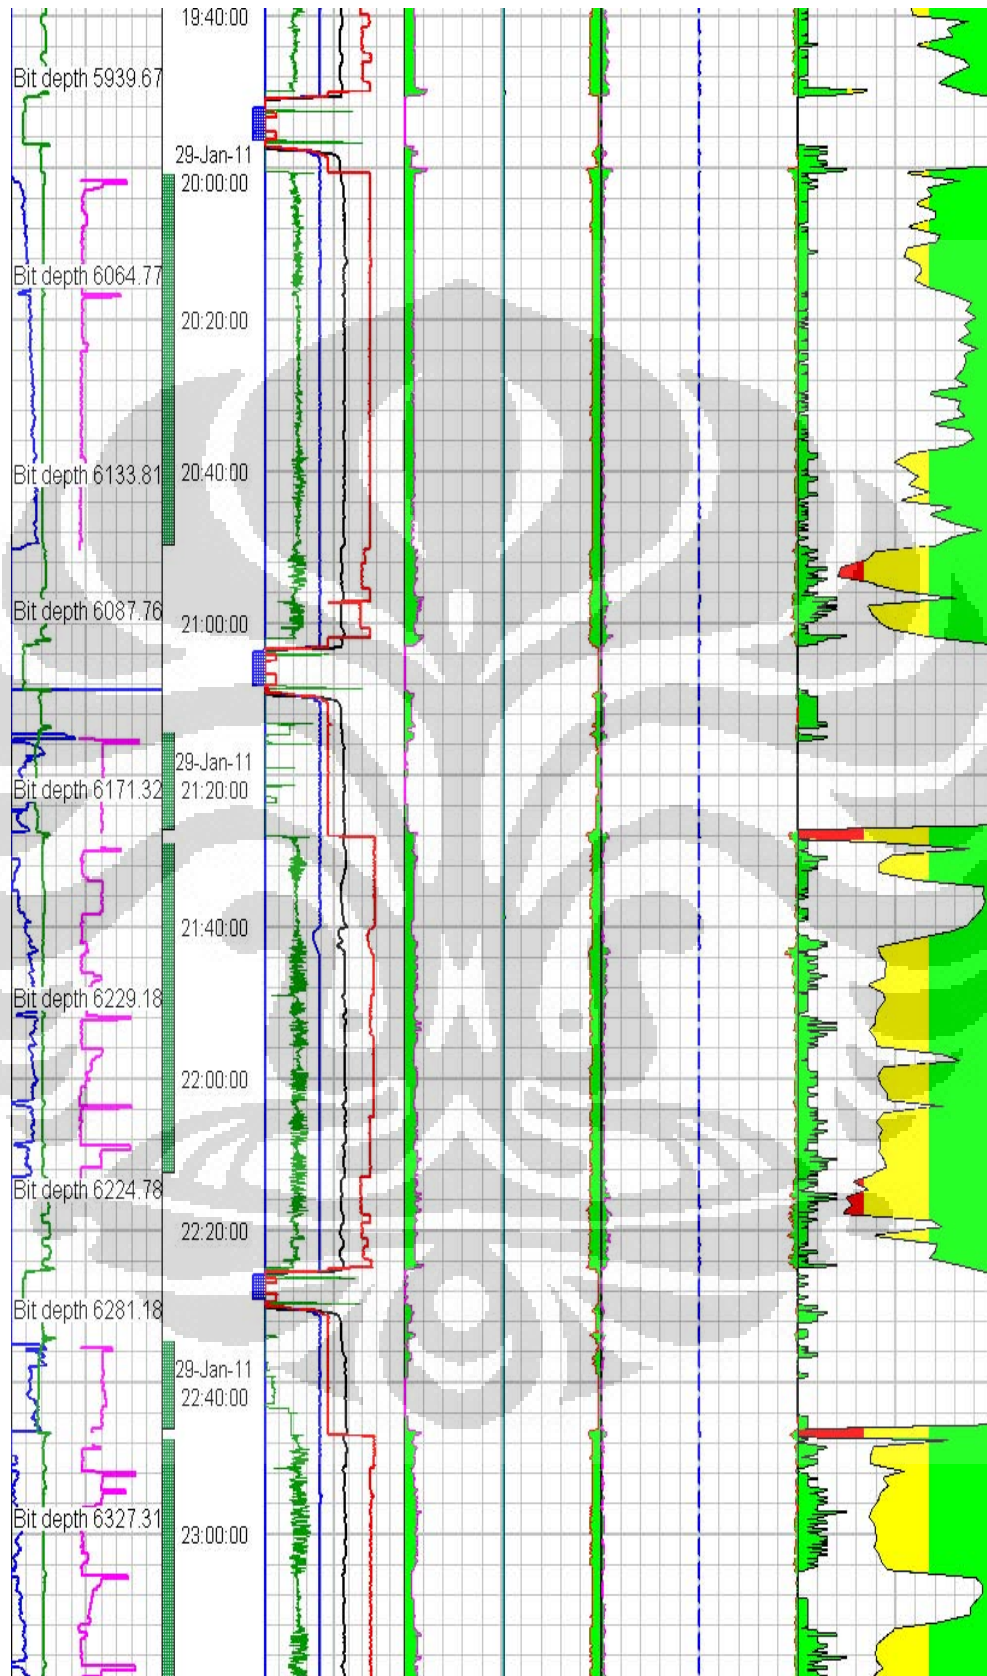 19:40:00
Bit depth 5939.67
29-Jan-11
20:00:00
Bit depth 6064.77
20:20:00
20:40:00
Bit depth 6133.81
Bit depth 6087.76
21:00:00
29-Jan-11
21:20:00
Bit depth 6171.32
21:40:00
Bit depth 6229.18
22:00:00
Bit depth 6224.78
22:20:00
Bit depth 6281.18
29-Jan-11
22:40:00
Bit depth 6327.31
23:00:00